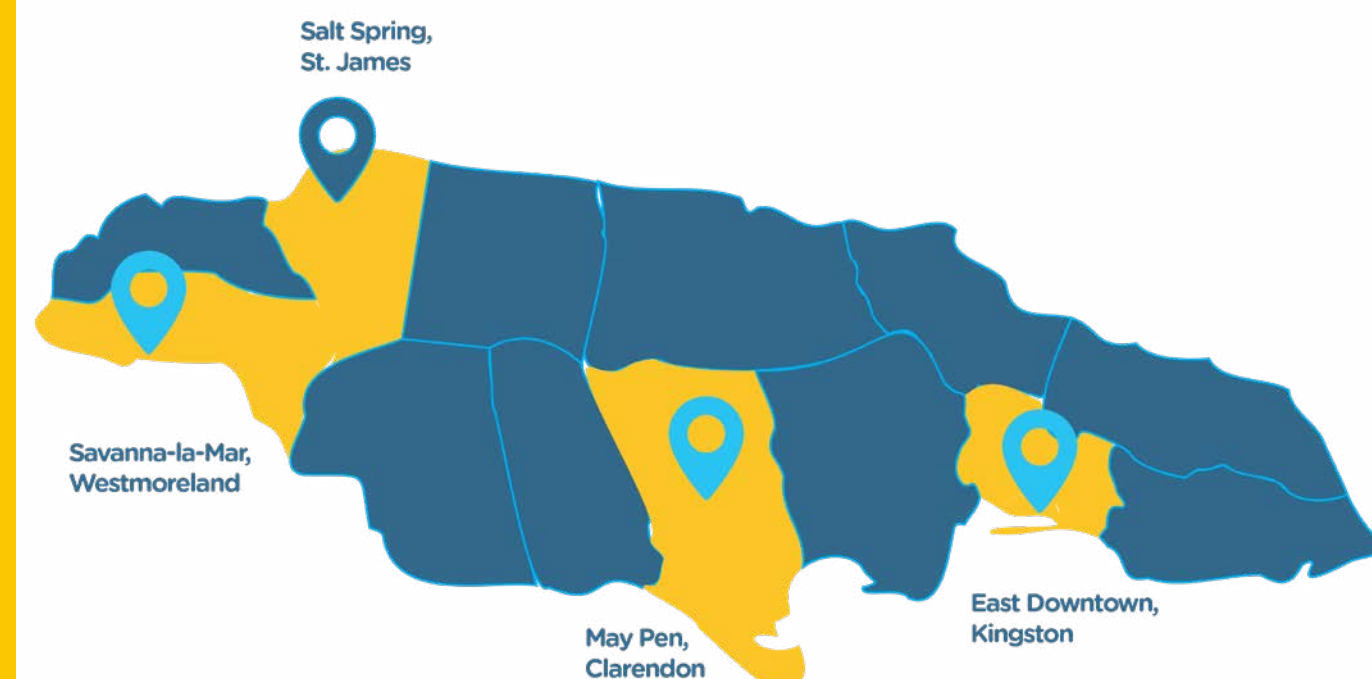 Salt Spring,
St. James
Savanna-la-Mar,
Westmoreland
East Downtown,
Kingston
May Pen,
Clarendon